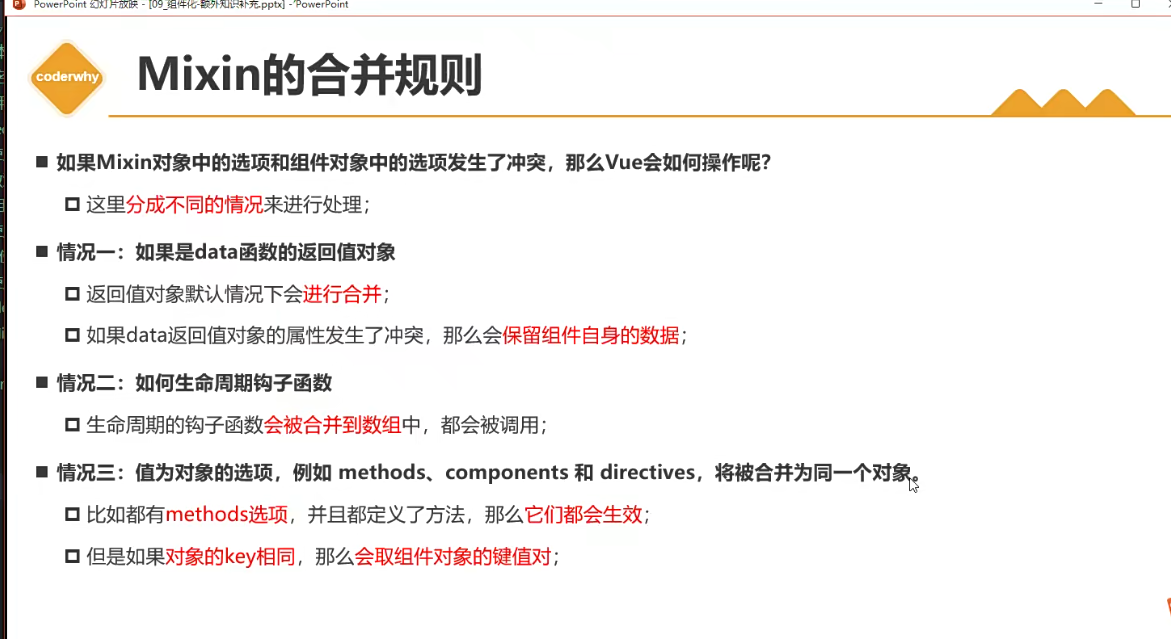 PowerPoint 幻灯片放映 - [09_组件化-额外知识补充.pptx] - PowerPoint
coderwhy
Mixin的合并规则
如果Mixin对象中的选项和组件对象中的选项发生了冲突，那么Vue会如何操作呢？
这里分成不同的情况来进行处理；
情况一：如果是data函数的返回值对象
返回值对象默认情况下会进行合并；
如果data返回值对象的属性发生了冲突，那么会保留组件自身的数据；
情况二：如何生命周期钩子函数
生命周期的钩子函数会被合并到数组中，都会被调用；
情况三：值为对象的选项，例如 methods、components 和 directives，将被合并为同一个对象。
比如都有methods选项，并且都定义了方法，那么它们都会生效；
但是如果对象的key相同，那么会取组件对象的键值对；